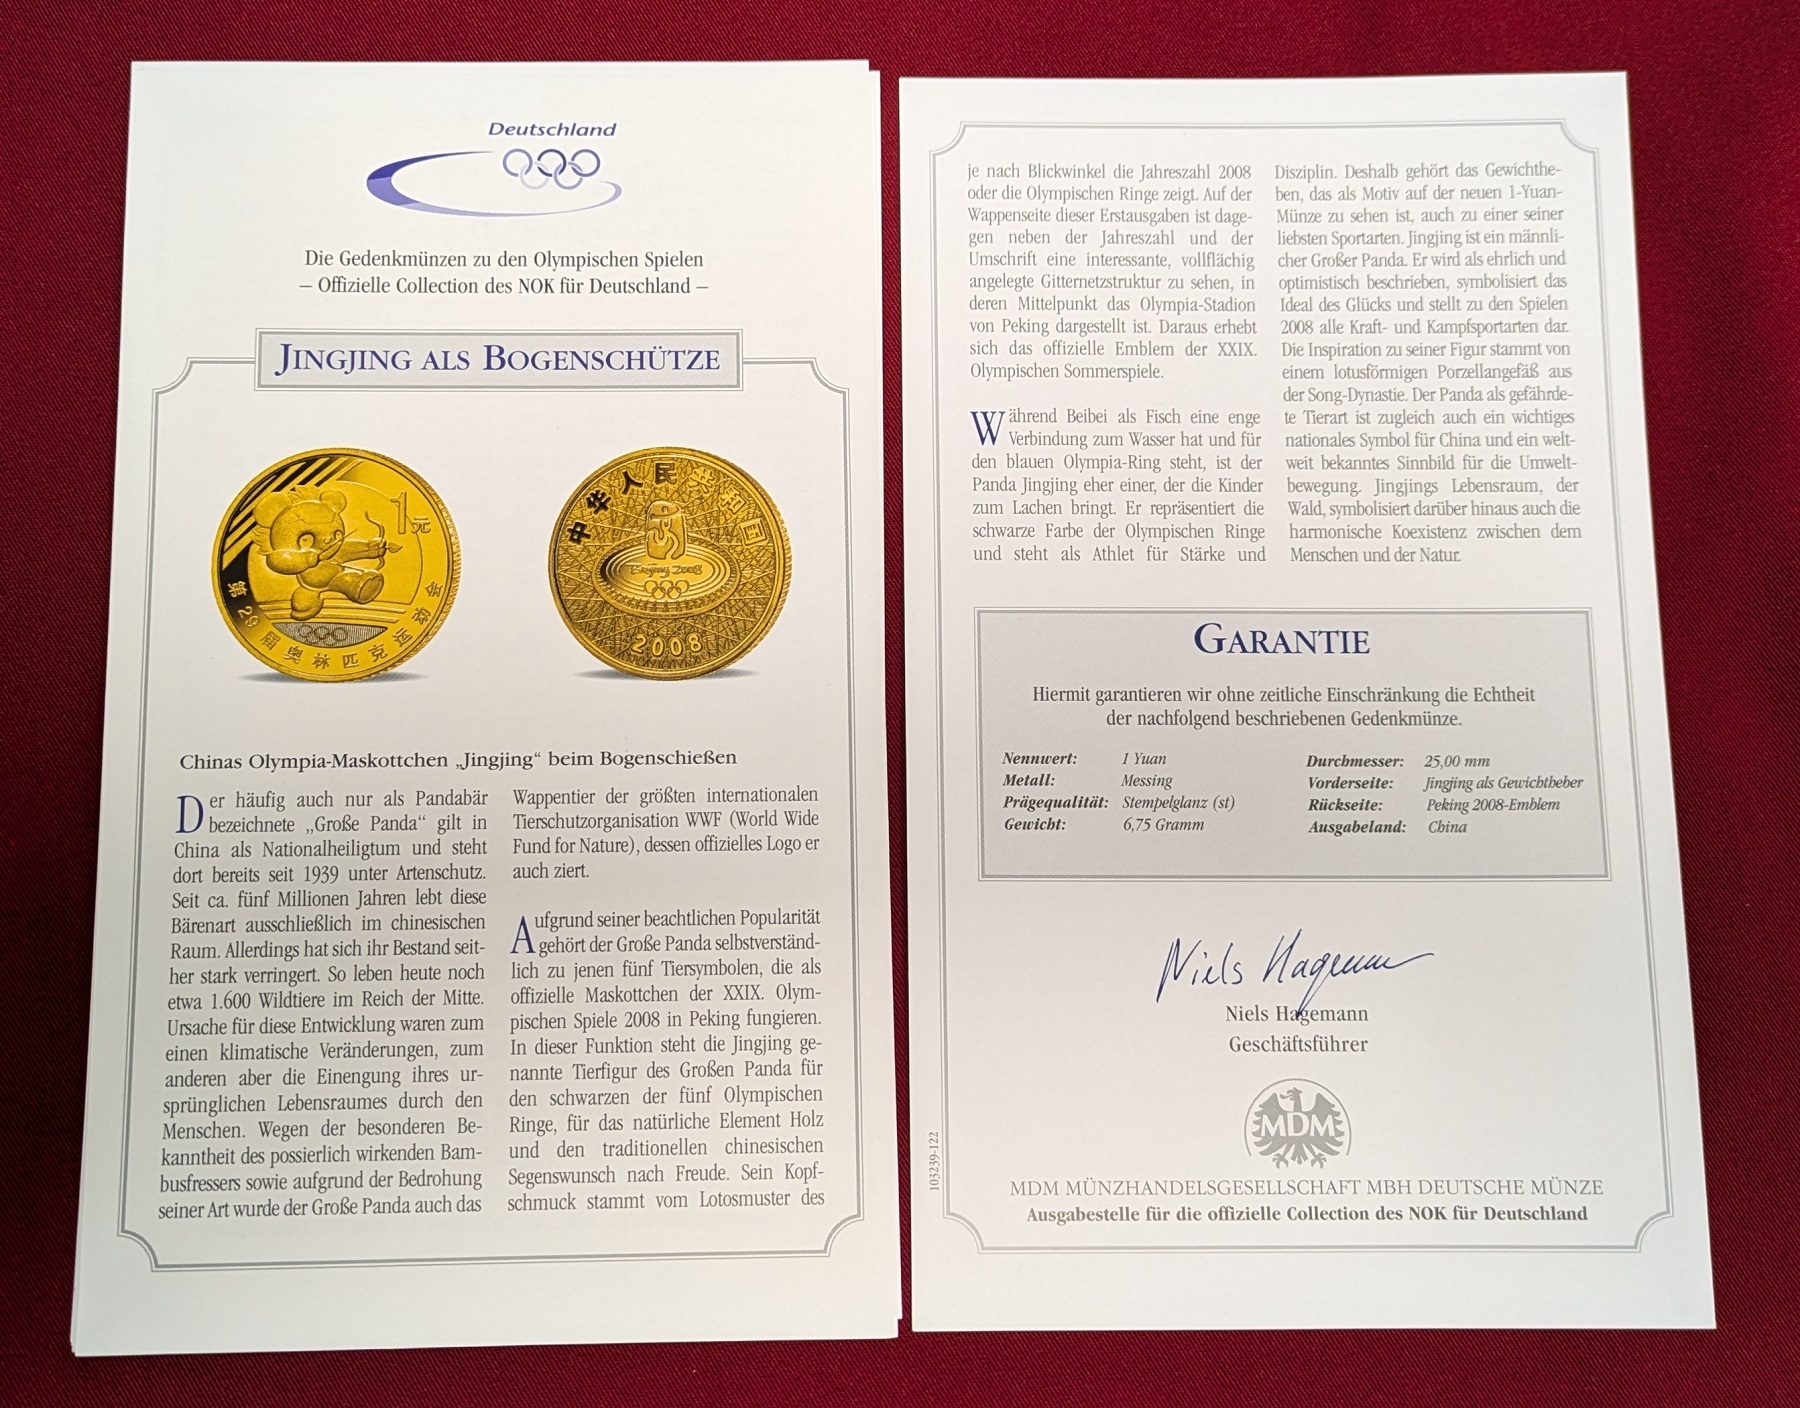 Deutschland
Die Gedenkmünzen zu den Olympischen Spielen
– Offizielle Collection des NOK für Deutschland –
JINGJING ALS BOGENSCHÜTZE
1元
第29届奥林匹克运动会
中华人民共和国
Beijing 2008
2008
Chinas Olympia-Maskottchen „Jingjing“ beim Bogenschießen
Der häufig auch nur als Pandabär
bezeichnete „Große Panda“ gilt in
China als Nationalheiligtum und steht
dort bereits seit 1939 unter Artenschutz.
Seit ca. fünf Millionen Jahren lebt diese
Bärenart ausschließlich im chinesischen
Raum. Allerdings hat sich ihr Bestand seit-
her stark verringert. So leben heute noch
etwa 1.600 Wildtiere im Reich der Mitte.
Ursache für diese Entwicklung waren zum
einen klimatische Veränderungen, zum
anderen aber die Einengung ihres ur-
sprünglichen Lebensraumes durch den
Menschen. Wegen der besonderen Be-
kanntheit des possierlich wirkenden Bam-
busfressers sowie aufgrund der Bedrohung
seiner Art wurde der Große Panda auch das
Wappentier der größten internationalen
Tierschutzorganisation WWF (World Wide
Fund for Nature), dessen offizielles Logo er
auch ziert.
Aufgrund seiner beachtlichen Popularität
gehört der Große Panda selbstverständ-
lich zu jenen fünf Tiersymbolen, die als
offizielle Maskottchen der XXIX. Olym-
pischen Spiele 2008 in Peking fungieren.
In dieser Funktion steht die Jingjing ge-
nannte Tierfigur des Großen Panda für
den schwarzen der fünf Olympischen
Ringe, für das natürliche Element Holz
und den traditionellen chinesischen
Segenswunsch nach Freude. Sein Kopf-
schmuck stammt vom Lotosmuster des
je nach Blickwinkel die Jahreszahl 2008
oder die Olympischen Ringe zeigt. Auf der
Wappenseite dieser Erstausgaben ist dage-
gen neben der Jahreszahl und der
Umschrift eine interessante, vollflächig
angelegte Gitternetzstruktur zu sehen, in
deren Mittelpunkt das Olympia-Stadion
von Peking dargestellt ist. Daraus erhebt
sich das offizielle Emblem der XXIX.
Olympischen Sommerspiele.
Während Beibei als Fisch eine enge
Verbindung zum Wasser hat und für
den blauen Olympia-Ring steht, ist der
Panda Jingjing eher einer, der die Kinder
zum Lachen bringt. Er repräsentiert die
schwarze Farbe der Olympischen Ringe
und steht als Athlet für Stärke und
Disziplin. Deshalb gehört das Gewichthe-
ben, das als Motiv auf der neuen 1-Yuan-
Münze zu sehen ist, auch zu einer seiner
liebsten Sportarten. Jingjing ist ein männli-
cher Großer Panda. Er wird als ehrlich und
optimistisch beschrieben, symbolisiert das
Ideal des Glücks und stellt zu den Spielen
2008 alle Kraft- und Kampfsportarten dar.
Die Inspiration zu seiner Figur stammt von
einem lotusförmigen Porzellangefäß aus
der Song-Dynastie. Der Panda als gefährde-
te Tierart ist zugleich auch ein wichtiges
nationales Symbol für China und ein welt-
weit bekanntes Sinnbild für die Umwelt-
bewegung. Jingjings Lebensraum, der
Wald, symbolisiert darüber hinaus auch die
harmonische Koexistenz zwischen dem
Menschen und der Natur.
GARANTIE
Hiermit garantieren wir ohne zeitliche Einschränkung die Echtheit
der nachfolgend beschriebenen Gedenkmünze.
Nennwert: 1 Yuan
Metall: Messing
Prägequalität: Stempelglanz (st)
Gewicht: 6,75 Gramm
Durchmesser: 25,00 mm
Vorderseite: Jingjing als Gewichtheber
Rückseite: Peking 2008-Emblem
Ausgabeland: China
Niels Hagemann
Niels Hagemann
Geschäftsführer
MDM
103239-122
MDM MÜNZHANDELSGESELLSCHAFT MBH DEUTSCHE MÜNZE
Ausgabestelle für die offizielle Collection des NOK für Deutschland